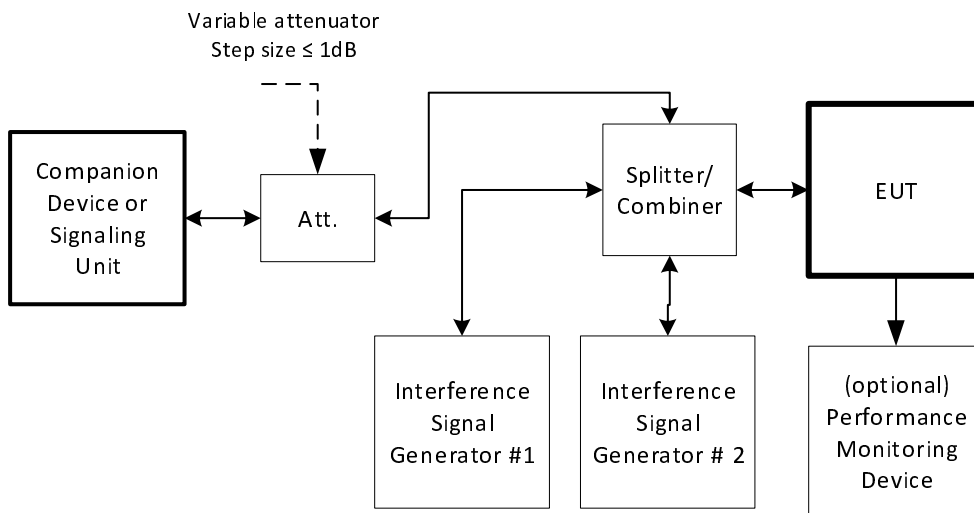 Variable attenuator
Step size ≤ 1dB
Companion
Device or
Signaling
Unit
Att.
Splitter/
Combiner
EUT
Interference
Signal
Generator #1
Interference
Signal
Generator # 2
(optional)
Performance
Monitoring
Device